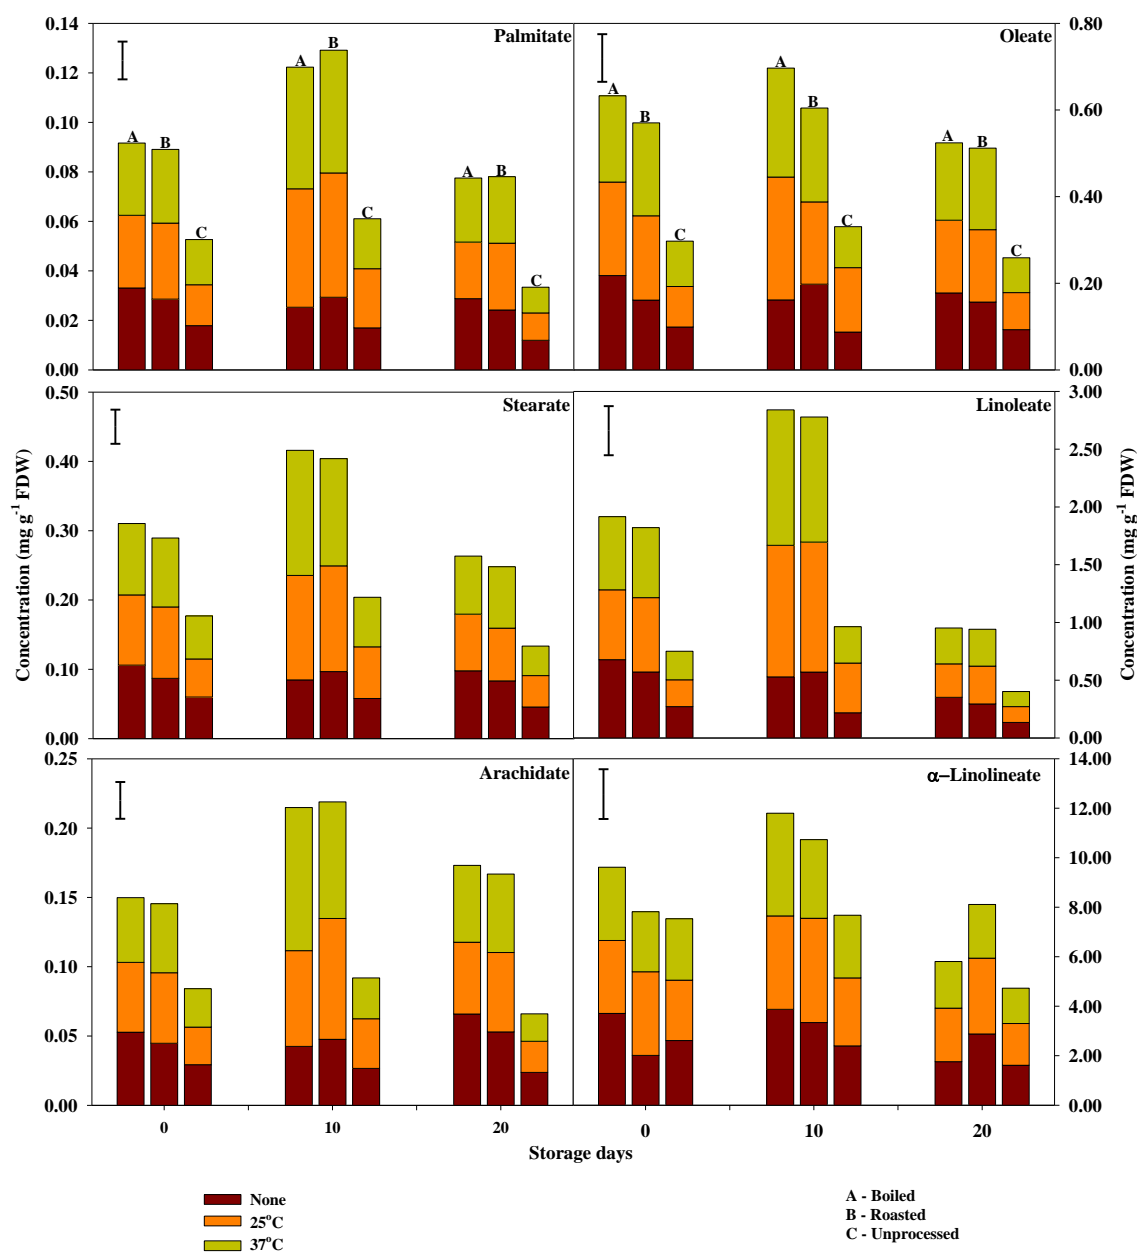 Palmitate
0.14
0.12
0.10
0.08
0.06
0.04
0.02
0.00
A B C
A B C
A B C
Oleate
0.80
0.60
0.40
0.20
0.00
A B C
A B C
A B C
Stearate
0.50
0.40
0.30
0.20
0.10
0.00
Linoleate
3.00
2.50
2.00
1.50
1.00
0.50
0.00
Concentration (mg g-1 FDW)
Concentration (mg g-1 FDW)
Arachidate
0.25
0.20
0.15
0.10
0.05
0.00
α–Linolineate
14.00
12.00
10.00
8.00
6.00
4.00
2.00
0.00
0 10 20 0 10 20
Storage days
None
25°C
37°C
A - Boiled
B - Roasted
C - Unprocessed